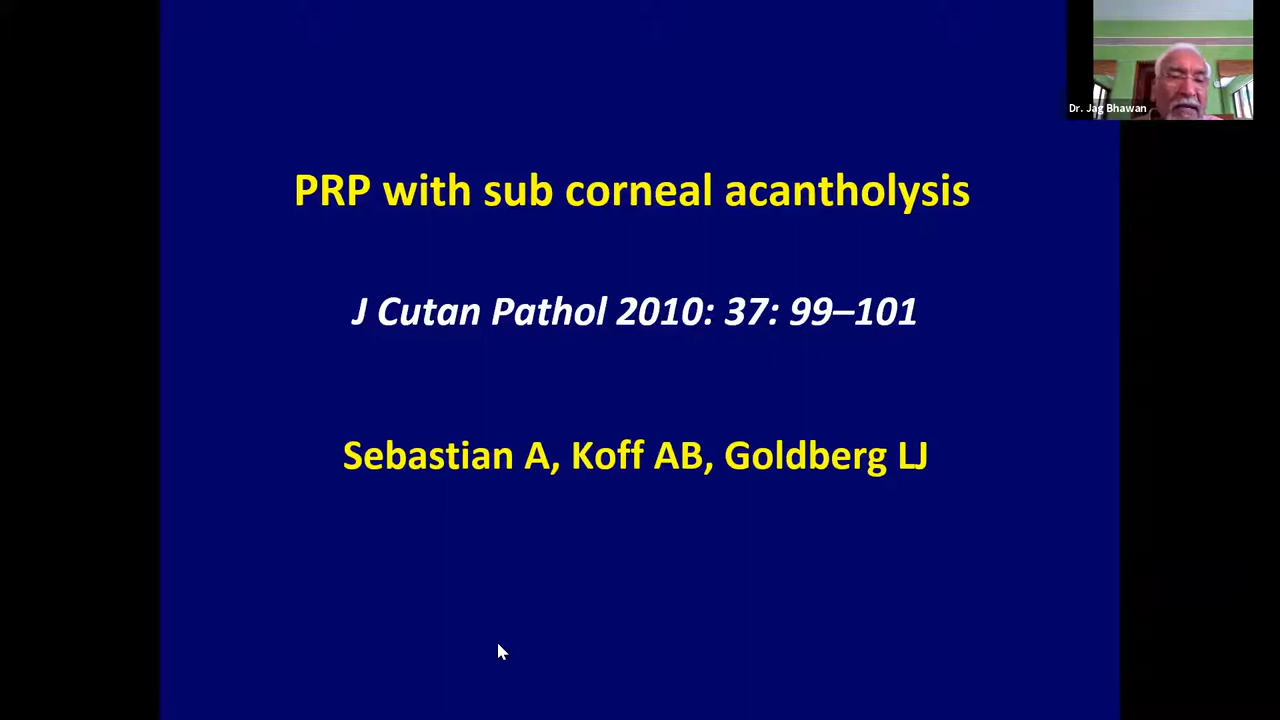 Dr. Jag Bhawan
PRP with sub corneal acantholysis
J Cutan Pathol 2010: 37: 99–101
Sebastian A, Koff AB, Goldberg LJ